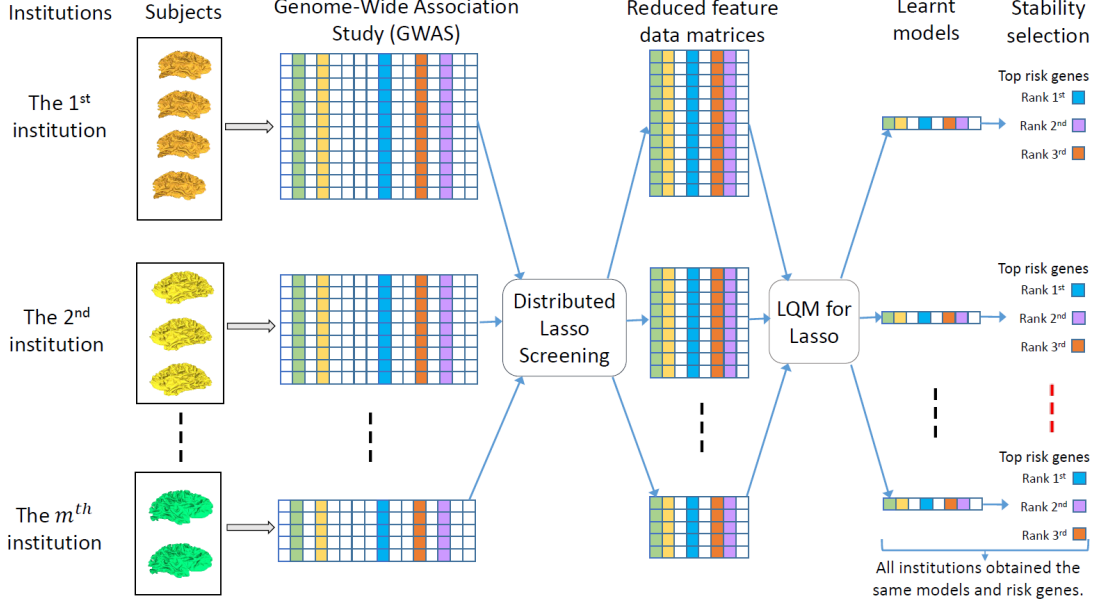 Institutions
Subjects
Genome-Wide Association
Study (GWAS)
Reduced feature
data matrices
Learnt
models
Stability
selection
The 1st
institution
Top risk genes
Rank 1st
Rank 2nd
Rank 3rd
The 2nd
institution
Distributed
Lasso
Screening
LQM for
Lasso
Top risk genes
Rank 1st
Rank 2nd
Rank 3rd
The mth
institution
Top risk genes
Rank 1st
Rank 2nd
Rank 3rd
All institutions obtained the
same models and risk genes.